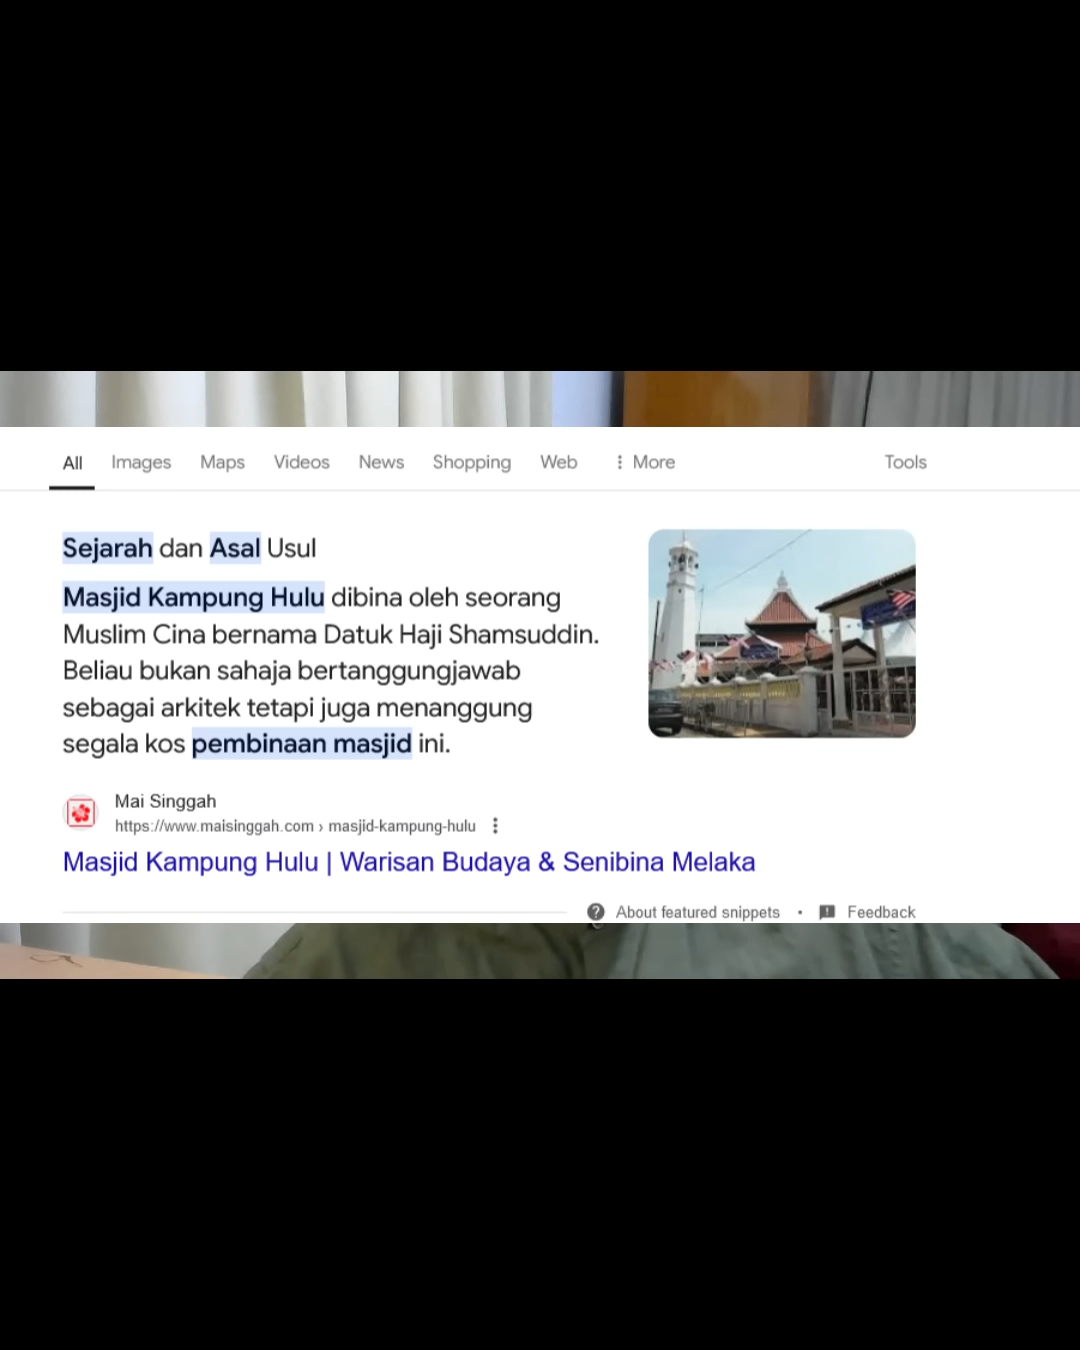 All Images Maps Videos News Shopping Web More Tools
Sejarah dan Asal Usul
Masjid Kampung Hulu dibina oleh seorang
Muslim Cina bernama Datuk Haji Shamsuddin.
Beliau bukan sahaja bertanggungjawab
sebagai arkitek tetapi juga menanggung
segala kos pembinaan masjid ini.
Mai Singgah
https://www.maisinggah.com › masjid-kampung-hulu
Masjid Kampung Hulu | Warisan Budaya & Senibina Melaka
About featured snippets • Feedback